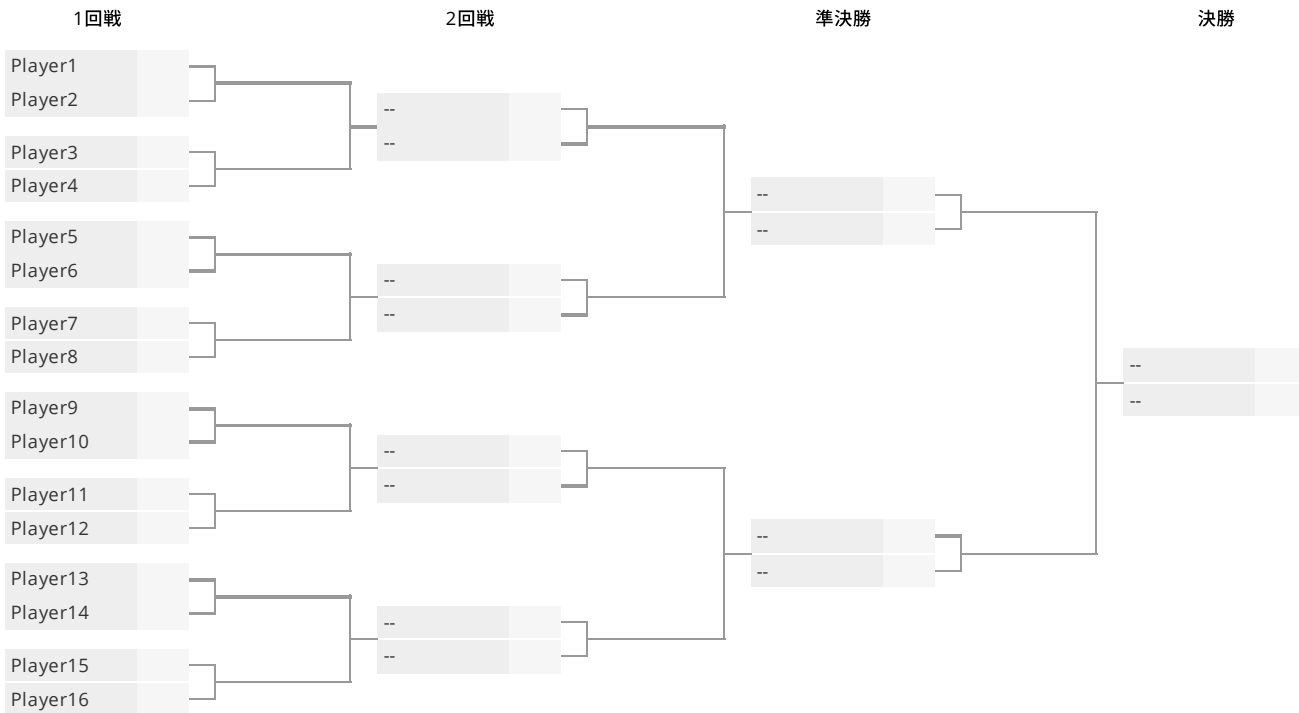 1回戦
2回戦
準決勝
決勝
Player1
Player2
Player3
Player4
Player5
Player6
Player7
Player8
Player9
Player10
Player11
Player12
Player13
Player14
Player15
Player16
--
--
--
--
--
--
--
--
--
--
--
--
--
--